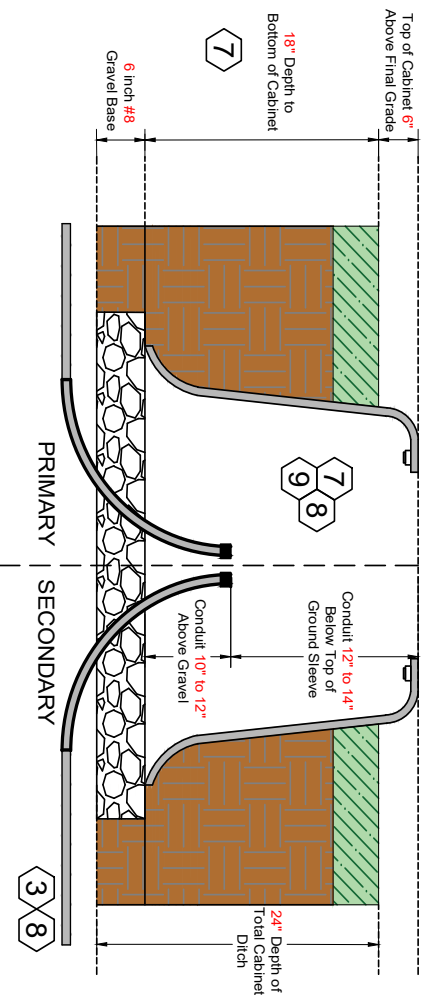 Top of Cabinet 6"
Above Final Grade
18" Depth to
Bottom of Cabinet
7
6 inch #8
Gravel Base
7
8
9
Conduit 12" to 14"
Below Top of
Ground Sleeve
Conduit 10" to 12"
Above Gravel
PRIMARY
SECONDARY
24" Depth of
Total Cabinet
Ditch
3
8